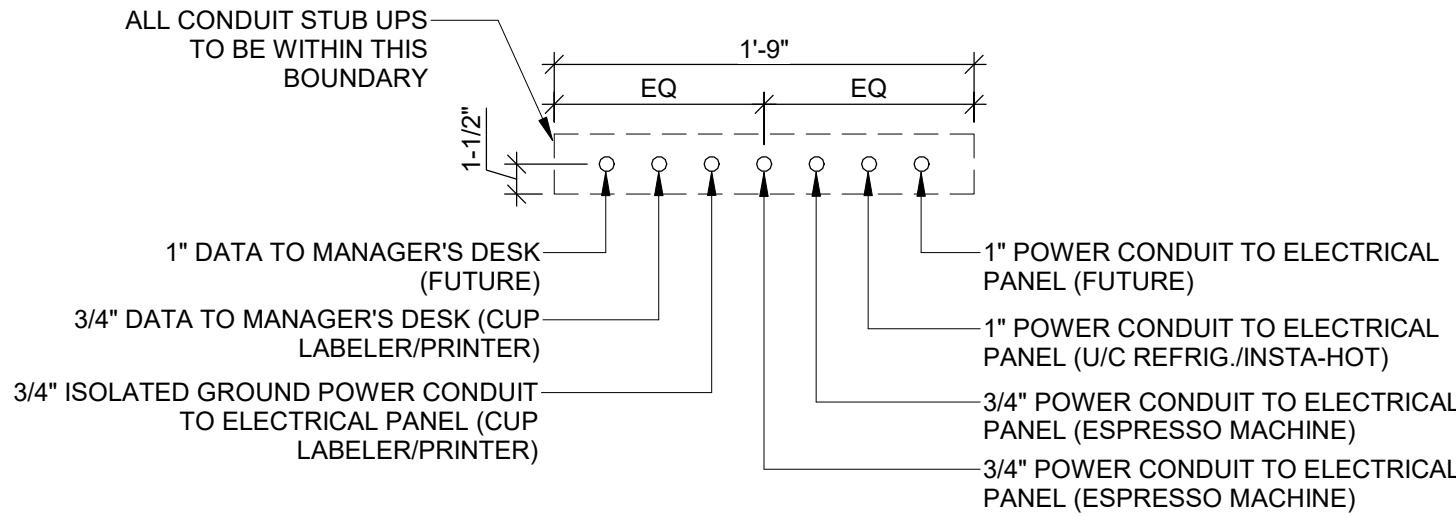 ALL CONDUIT STUB UPS
TO BE WITHIN THIS
BOUNDARY
1'-9"
EQ
EQ
1-1/2"
1" DATA TO MANAGER'S DESK
(FUTURE)
3/4" DATA TO MANAGER'S DESK (CUP
LABELER/PRINTER)
3/4" ISOLATED GROUND POWER CONDUIT
TO ELECTRICAL PANEL (CUP
LABELER/PRINTER)
1" POWER CONDUIT TO ELECTRICAL
PANEL (FUTURE)
1" POWER CONDUIT TO ELECTRICAL
PANEL (U/C REFRIG./INSTA-HOT)
3/4" POWER CONDUIT TO ELECTRICAL
PANEL (ESPRESSO MACHINE)
3/4" POWER CONDUIT TO ELECTRICAL
PANEL (ESPRESSO MACHINE)